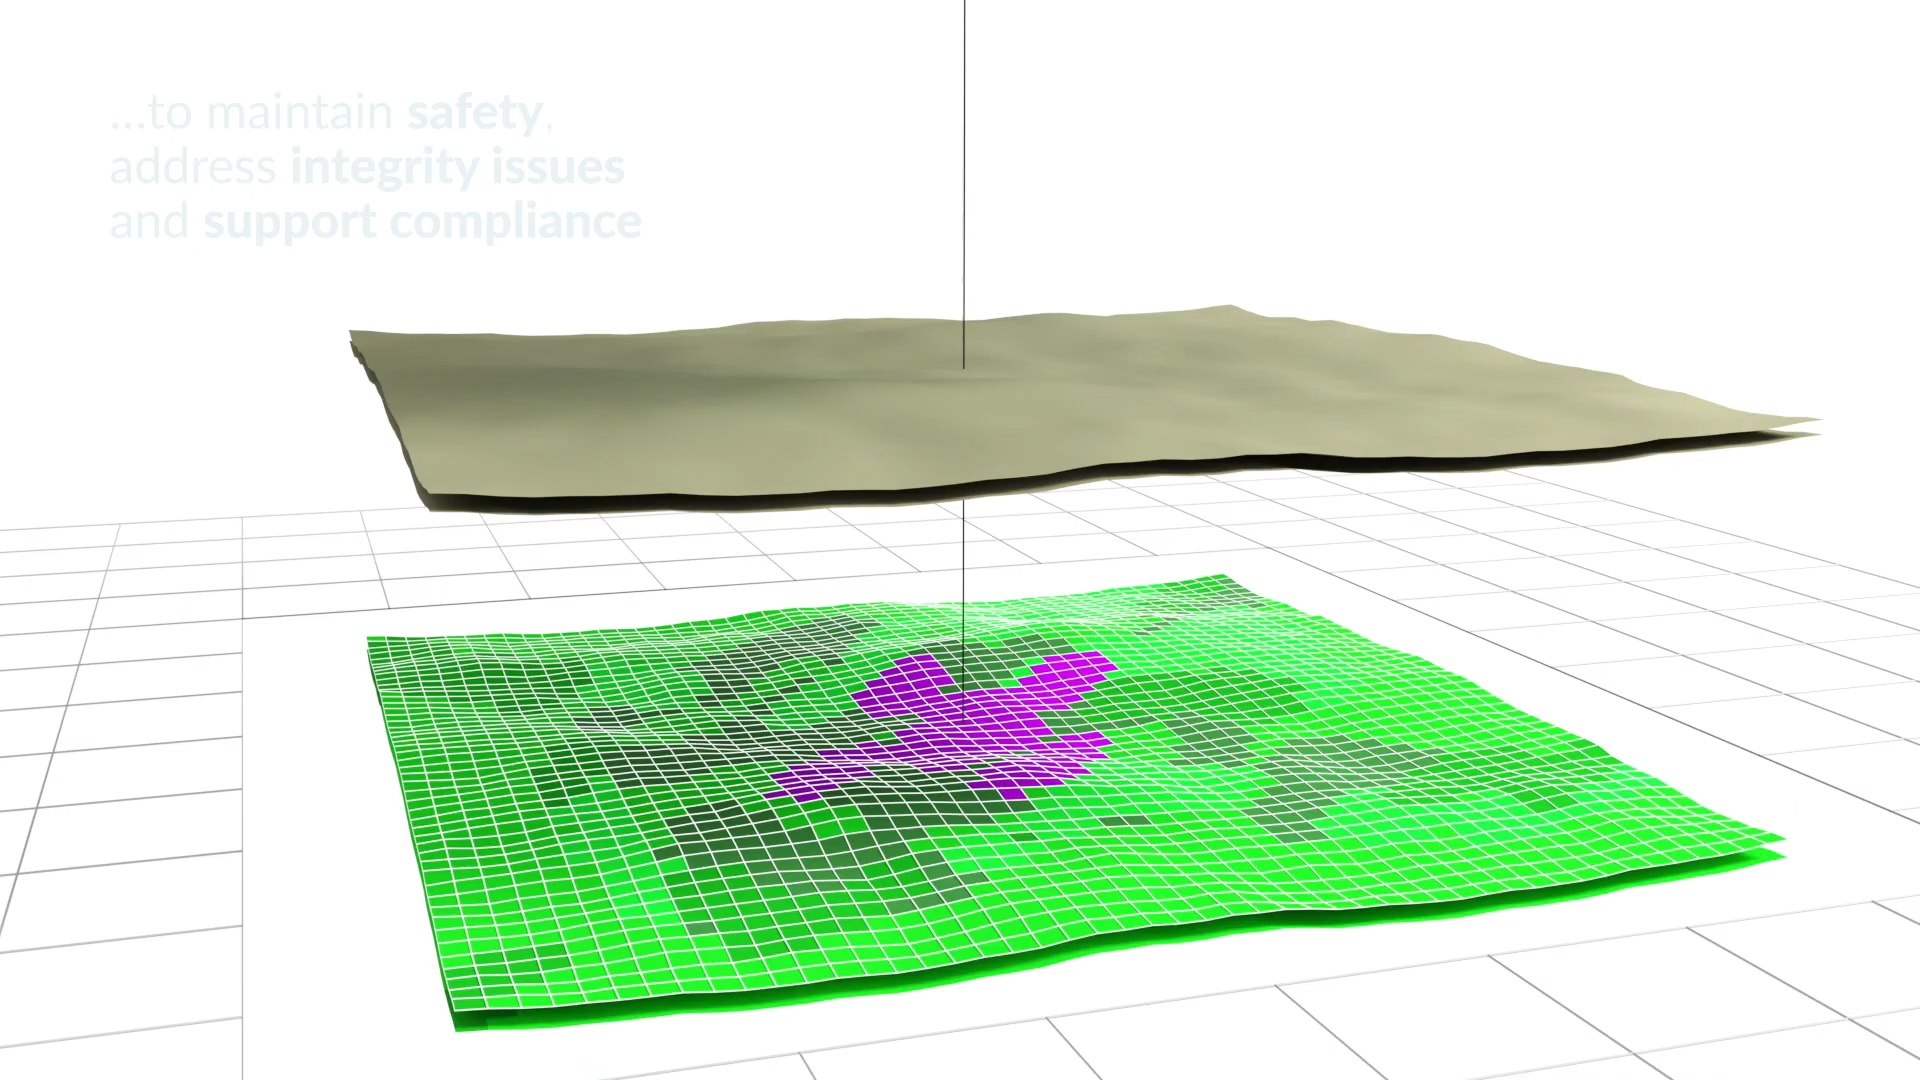 ...to maintain safety,
address integrity issues
and support compliance